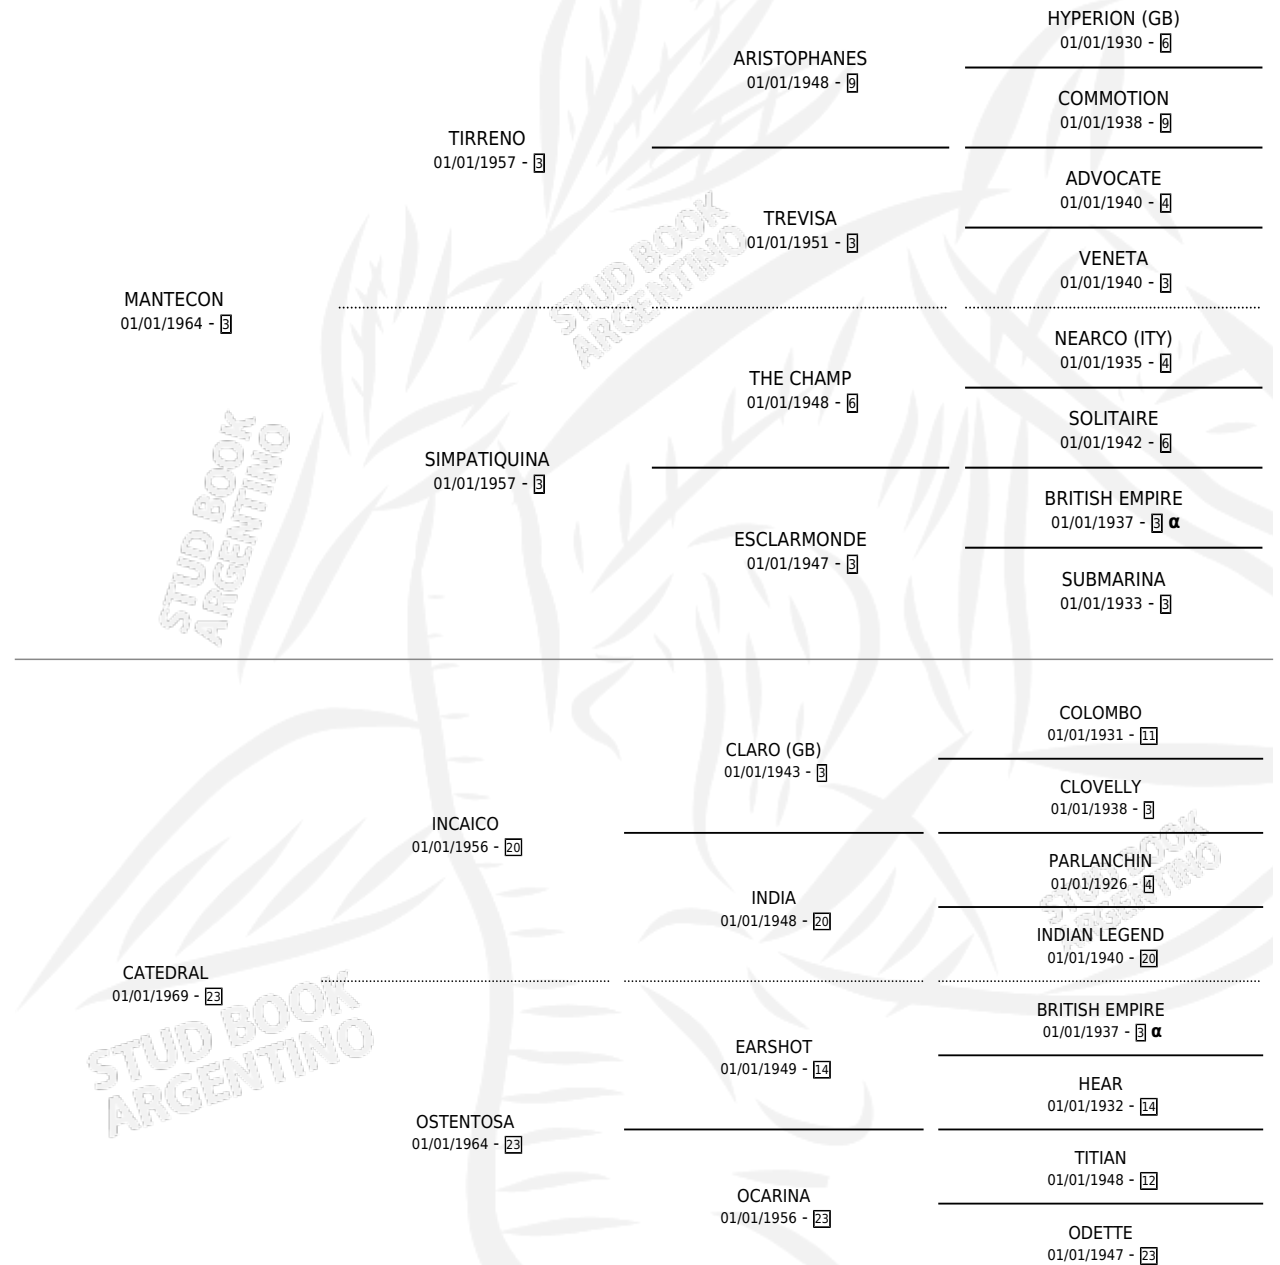 HYPERION (GB)
01/01/1930 - 6
ARISTOPHANES
01/01/1948 - 9
COMMOTION
01/01/1938 - 9
TIRRENO
01/01/1957 - 3
ADVOCATE
01/01/1940 - 4
TREVISA
01/01/1951 - 3
VENETA
01/01/1940 - 3
MANTECON
01/01/1964 - 3
NEARCO (ITY)
01/01/1935 - 4
THE CHAMP
01/01/1948 - 6
SOLITAIRE
01/01/1942 - 6
SIMPATIQUINA
01/01/1957 - 3
BRITISH EMPIRE
01/01/1937 - 3 α
ESCLARMONDE
01/01/1947 - 3
SUBMARINA
01/01/1933 - 3
COLOMBO
01/01/1931 - 11
CLARO (GB)
01/01/1943 - 3
CLOVELLY
01/01/1938 - 3
INCAICO
01/01/1956 - 20
PARLANCHIN
01/01/1926 - 4
INDIA
01/01/1948 - 20
INDIAN LEGEND
01/01/1940 - 20
CATEDRAL
01/01/1969 - 23
BRITISH EMPIRE
01/01/1937 - 3 α
EARSHOT
01/01/1949 - 14
HEAR
01/01/1932 - 14
OSTENTOSA
01/01/1964 - 23
TITIAN
01/01/1948 - 12
OCARINA
01/01/1956 - 23
ODETTE
01/01/1947 - 23
STUD BOOK
ARGENTINO
STUD BOOK
ARGENTINO
STUD BOOK
ARGENTINO
STUD BOOK
ARGENTINO